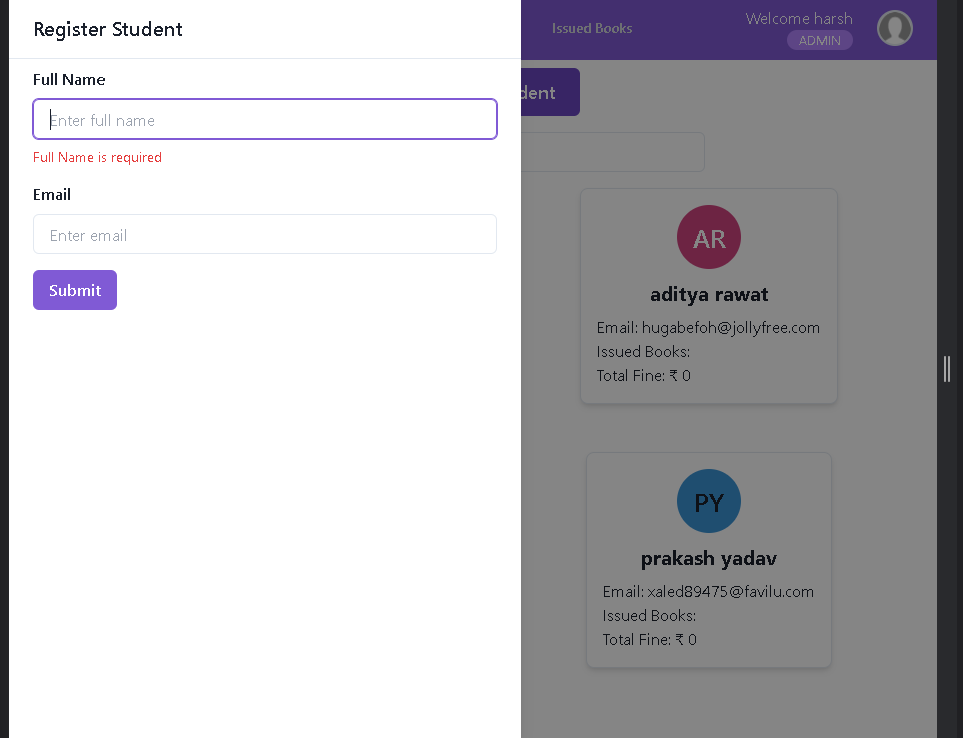 Register Student
Full Name
Enter full name
Full Name is required
Email
Enter email
Submit
Issued Books
Welcome harsh
ADMIN
dent
AR
aditya rawat
Email: hugabefoh@jollyfree.com
Issued Books:
Total Fine: ₹ 0
PY
prakash yadav
Email: xaled89475@favilu.com
Issued Books:
Total Fine: ₹ 0